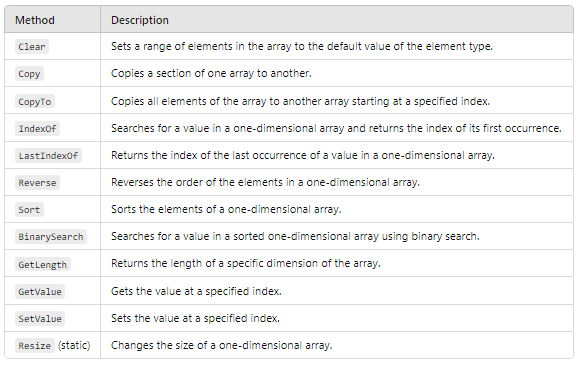 Method Description
Clear Sets a range of elements in the array to the default value of the element type.
Copy Copies a section of one array to another.
CopyTo Copies all elements of the array to another array starting at a specified index.
IndexOf Searches for a value in a one-dimensional array and returns the index of its first occurrence.
LastIndexOf Returns the index of the last occurrence of a value in a one-dimensional array.
Reverse Reverses the order of the elements in a one-dimensional array.
Sort Sorts the elements of a one-dimensional array.
BinarySearch Searches for a value in a sorted one-dimensional array using binary search.
GetLength Returns the length of a specific dimension of the array.
GetValue Gets the value at a specified index.
SetValue Sets the value at a specified index.
Resize (static) Changes the size of a one-dimensional array.